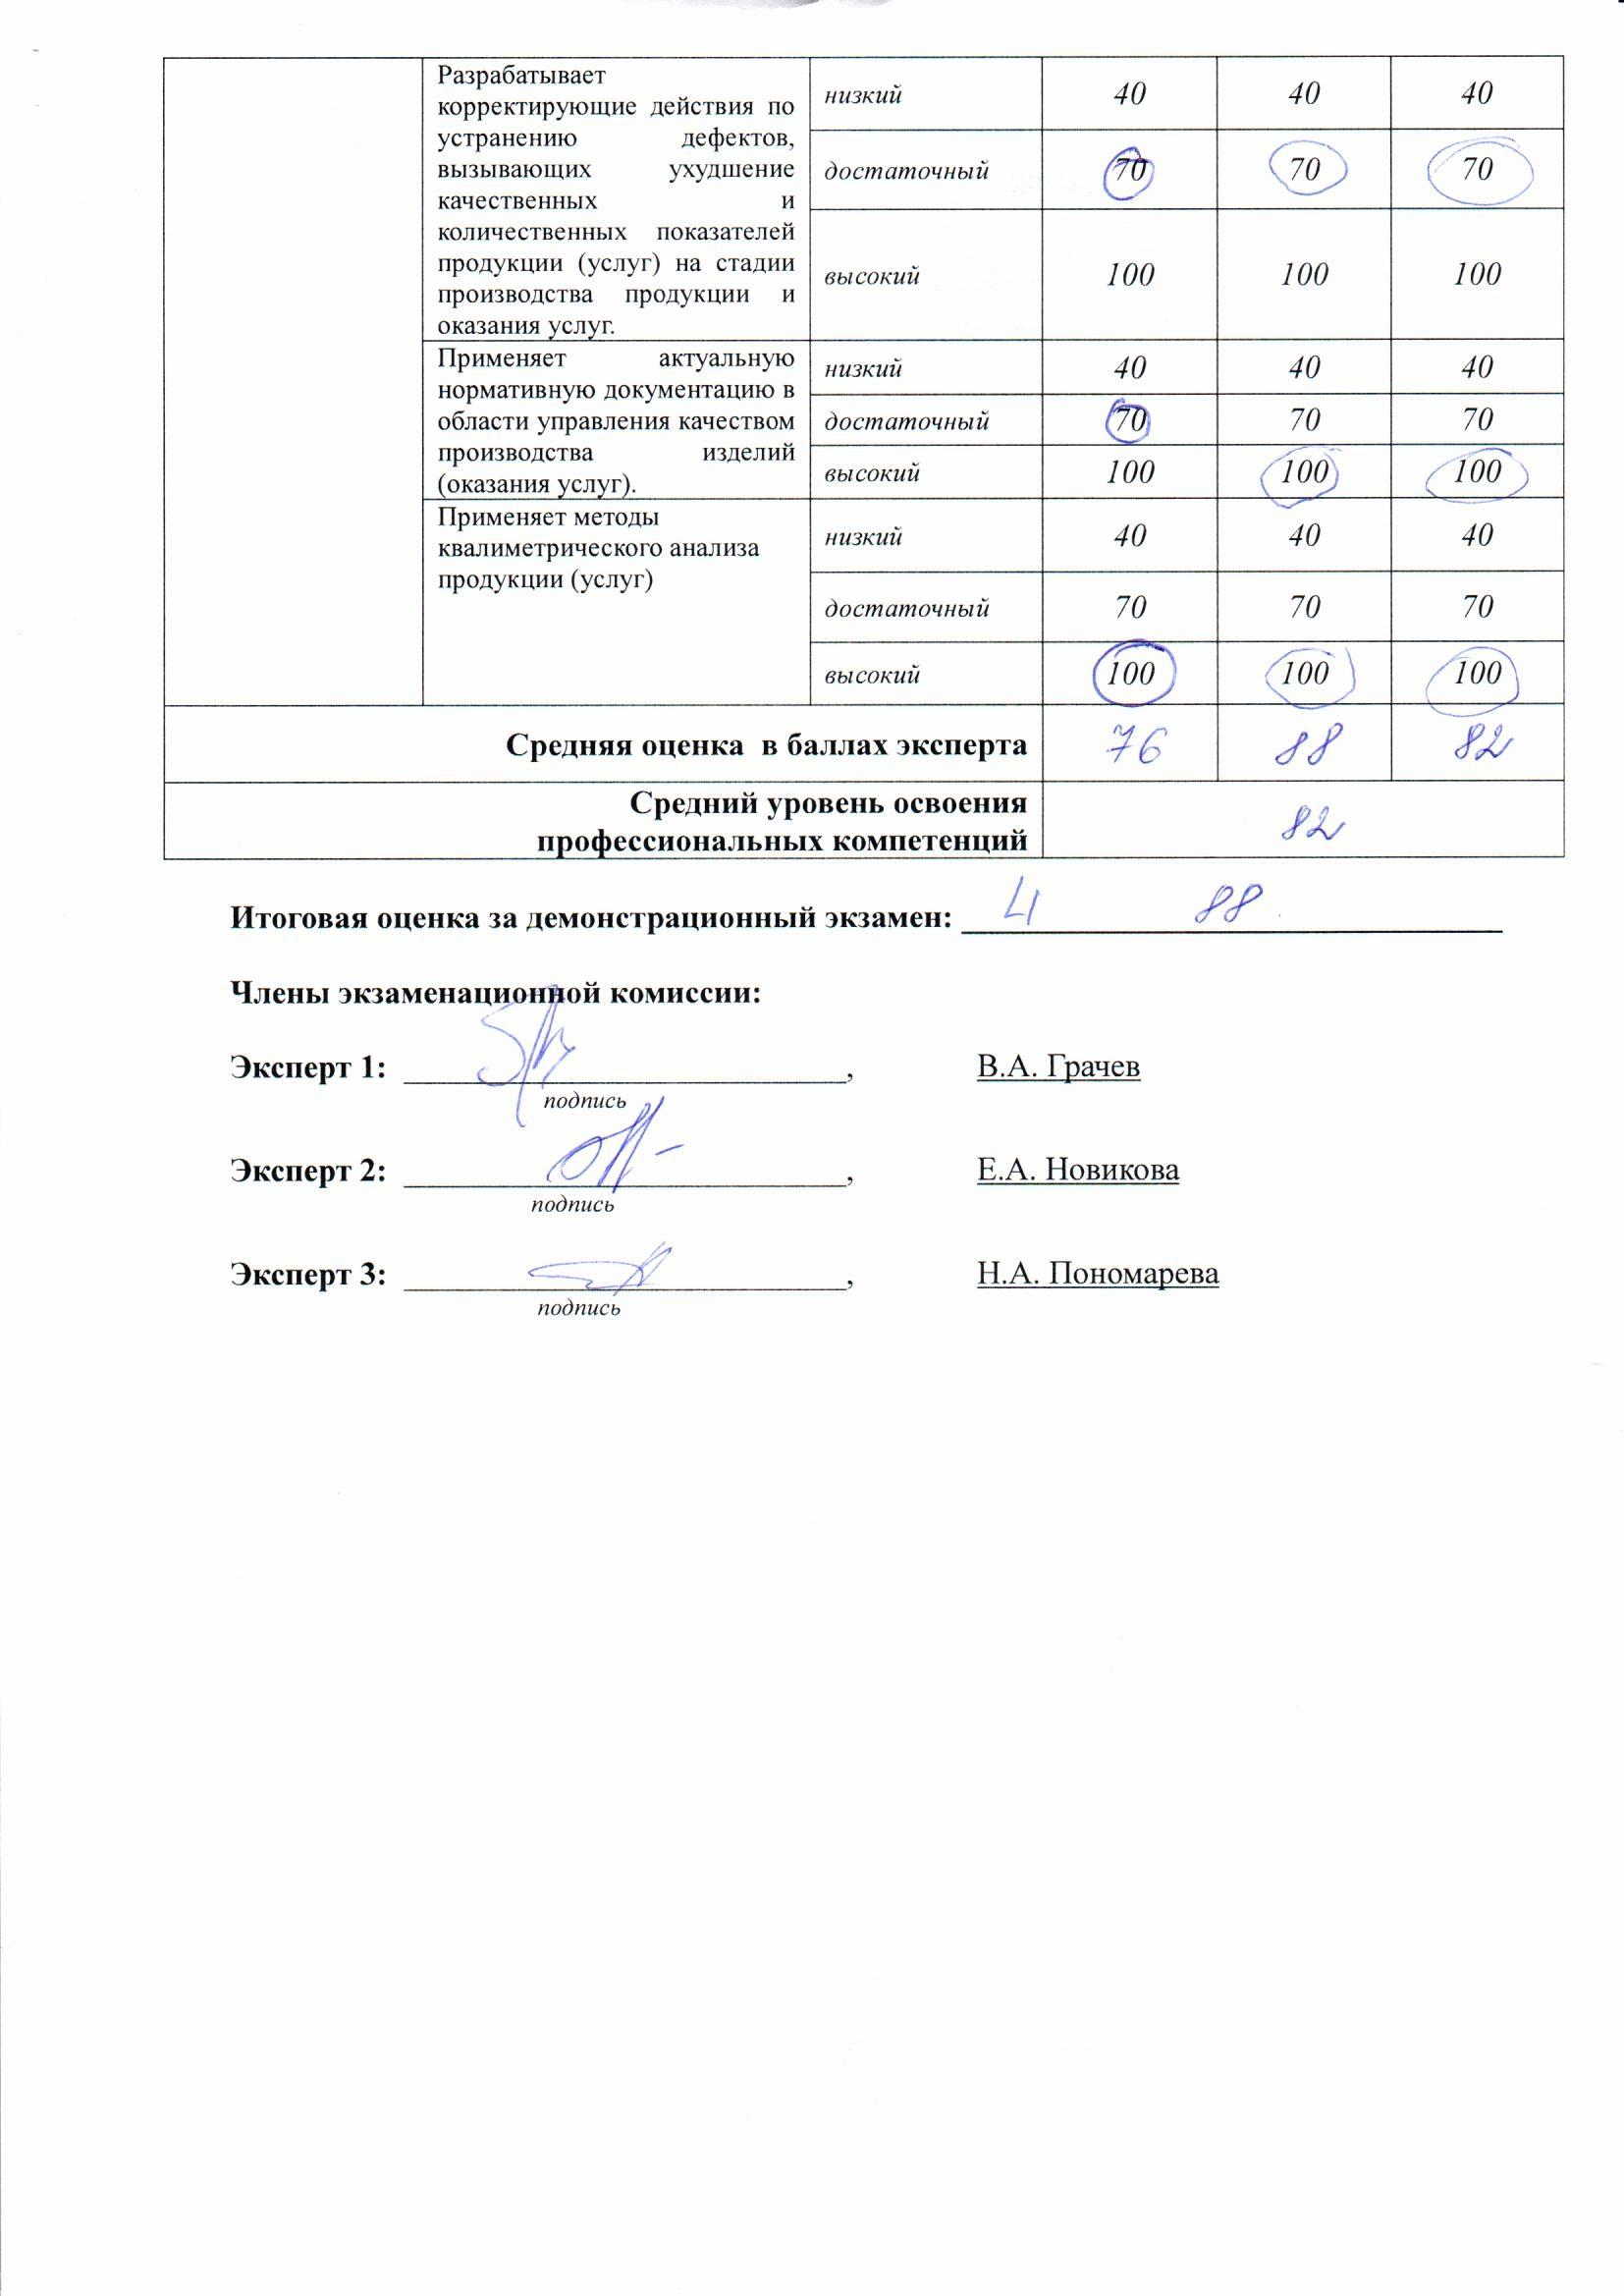 Разрабатывает
корректирующие действия по
устранению дефектов,
вызывающих ухудшение
качественных и
количественных показателей
продукции (услуг) на стадии
производства продукции и
оказания услуг.
низкий 40 40 40
достаточный 70 70 70
высокий 100 100 100
Применяет актуальную
нормативную документацию в
области управления качеством
производства изделий
(оказания услуг).
низкий 40 40 40
достаточный 70 70 70
высокий 100 100 100
Применяет методы
квалиметрического анализа
продукции (услуг)
низкий 40 40 40
достаточный 70 70 70
высокий 100 100 100
Средняя оценка в баллах эксперта 76 88 82
Средний уровень освоения
профессиональных компетенций
82
Итоговая оценка за демонстрационный экзамен: 4 88
Члены экзаменационной комиссии:
Эксперт 1: , В.А. Грачев
подпись
Эксперт 2: , Е.А. Новикова
подпись
Эксперт 3: , Н.А. Пономарева
подпись